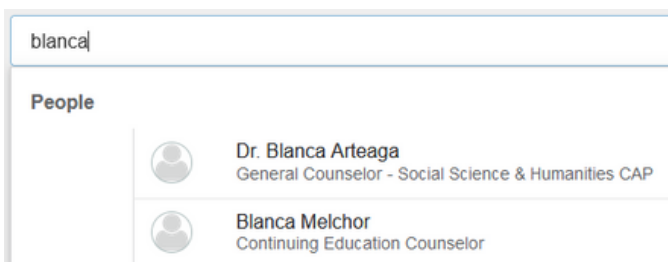 blanca
People
Dr. Blanca Arteaga
General Counselor - Social Science & Humanities CAP
Blanca Melchor
Continuing Education Counselor